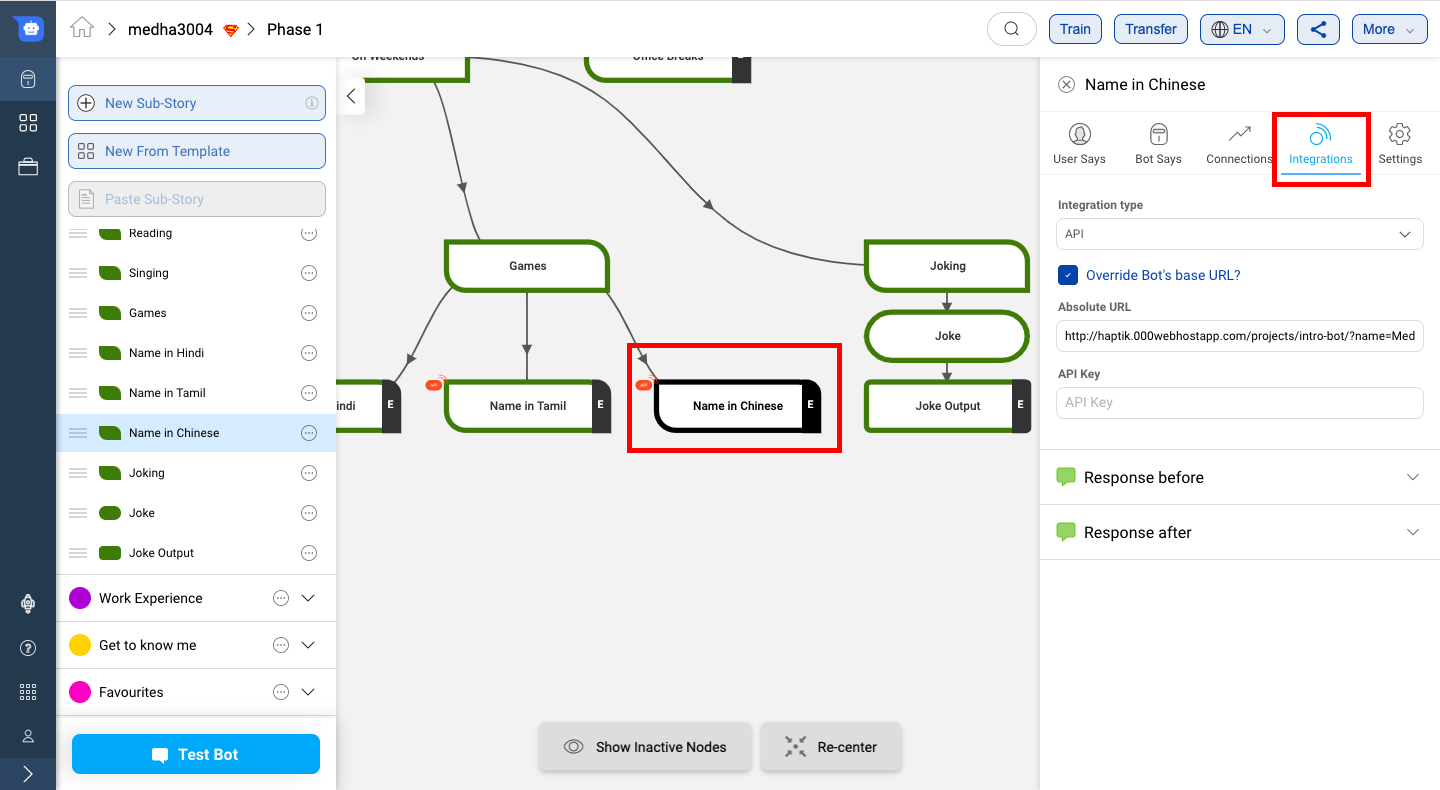 medha3004
Phase 1
Train
Transfer
EN
More
New Sub-Story
New From Template
Paste Sub-Story
Reading
Singing
Games
Name in Hindi
Name in Tamil
Name in Chinese
Joking
Joke
Joke Output
Work Experience
Get to know me
Favourites
Test Bot
On Weekends
Office Breaks
E
Games
Joking
Joke
indi
E
API
Name in Tamil
E
API
Name in Chinese
E
Joke Output
E
Show Inactive Nodes
Re-center
Name in Chinese
User Says
Bot Says
Connections
Integrations
Settings
Integration type
API
Override Bot's base URL?
Absolute URL
http://haptik.000webhostapp.com/projects/intro-bot/?name=Med
API Key
API Key
Response before
Response after